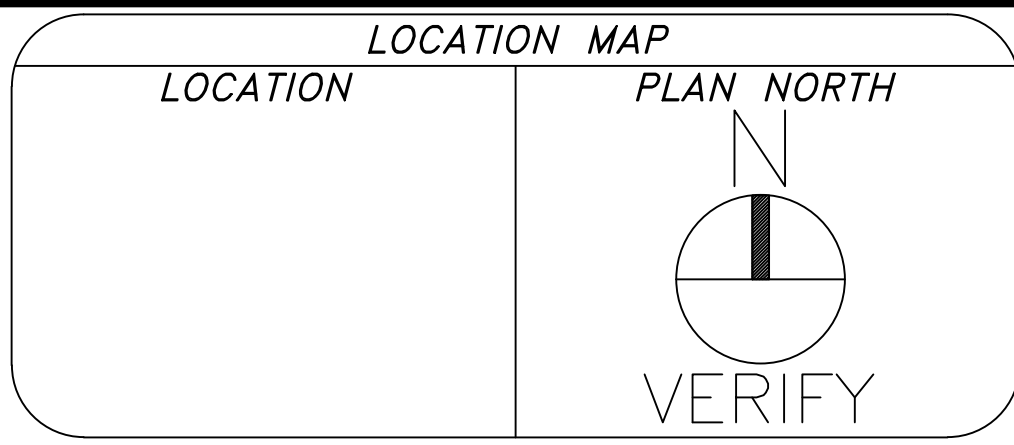 LOCATION MAP
LOCATION
PLAN NORTH
N
VERIFY